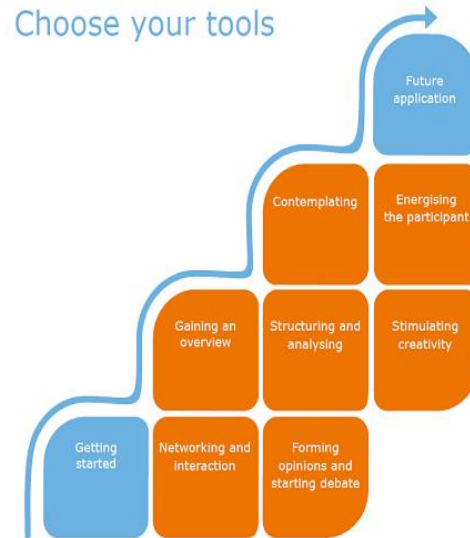 Choose your tools
Future
application
Contemplating
Energising
the participant
Gaining an
overview
Structuring and
analysing
Stimulating
creativity
Getting
started
Networking and
interaction
Forming
opinions and
starting debate